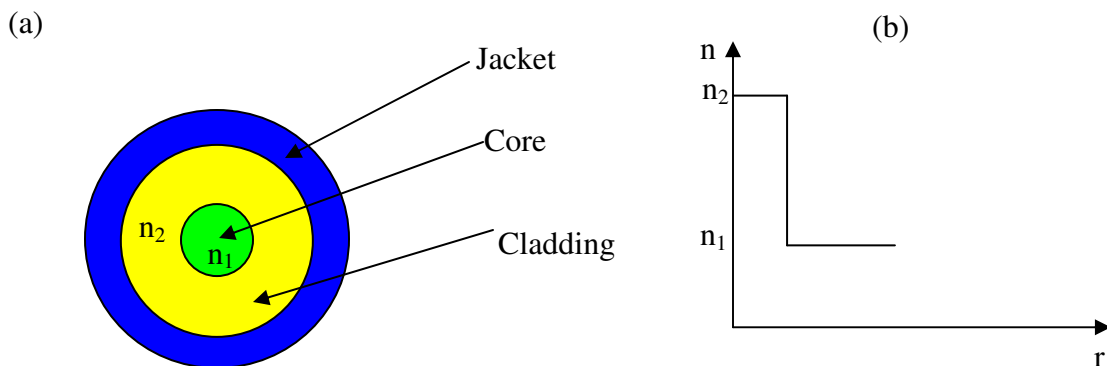 (a)
Jacket
Core
Cladding
n₂
n₁
(b)
n
n₂
n₁
r